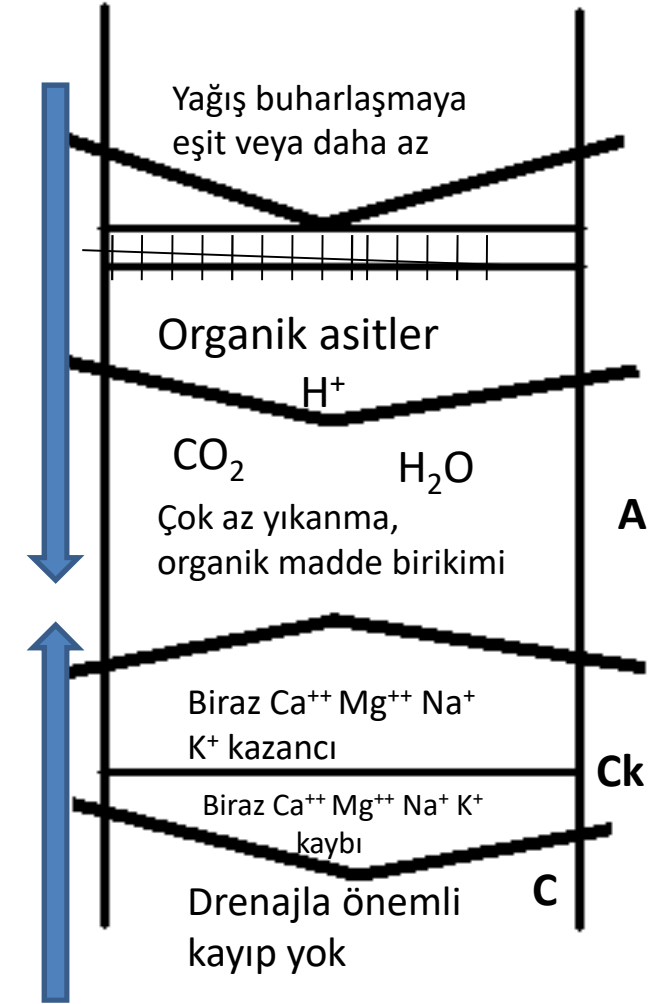 Yağış buharlaşmaya
eşit veya daha az
Organik asitler
H⁺
CO₂ H₂O
Çok az yıkanma,
organik madde birikimi
A
Biraz Ca⁺⁺ Mg⁺⁺ Na⁺
K⁺ kazancı
Ck
Biraz Ca⁺⁺ Mg⁺⁺ Na⁺ K⁺
kaybı
C
Drenajla önemli
kayıp yok